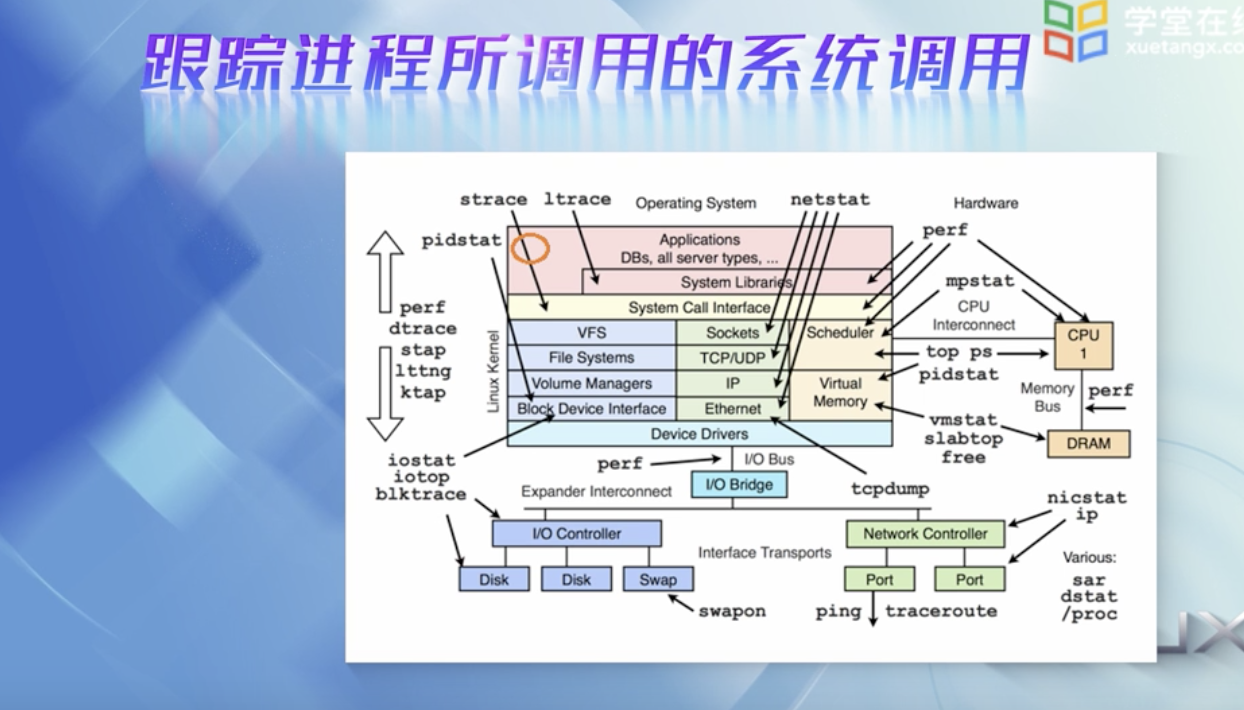 跟踪进程所调用的系统调用
学堂在
xuetangx.co
strace ltrace Operating System netstat Hardware
pidstat
perf
Applications
DBs, all server types, ...
System Libraries
System Call Interface
mpstat
CPU
Interconnect
perf
dtrace
stap
lttng
ktap
Linux Kernel
VFS Sockets Scheduler
File Systems TCP/UDP
Volume Managers IP Virtual
Memory
Block Device Interface Ethernet
Device Drivers
CPU
1
top ps
pidstat
Memory
Bus
perf
vmstat
slabtop
free
DRAM
iostat
iotop
blktrace
perf
I/O Bus
I/O Bridge
Expander Interconnect
tcpdump
nicstat
ip
I/O Controller
Network Controller
Interface Transports
Disk Disk Swap
Port Port
swapon
ping traceroute
Various:
sar
dstat
/proc